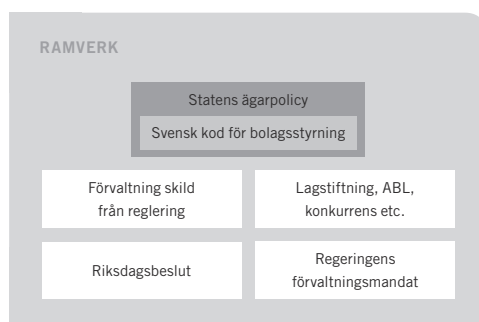 RAMVERK
Statens ägarpolicy
Svensk kod för bolagsstyrning
Förvaltning skild
från reglering
Lagstiftning, ABL,
konkurrens etc.
Riksdagsbeslut
Regeringens
förvaltningsmandat